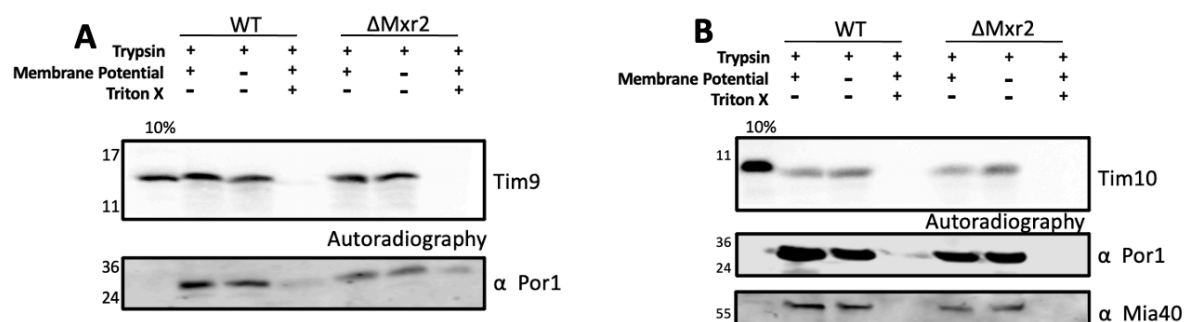 A
WT ΔMxr2
Trypsin + + + + + +
Membrane Potential + - + + - +
Triton X - - + - - +
10%
17
11
Tim9
Autoradiography
36
24
α Por1
B
WT ΔMxr2
Trypsin + + + + + +
Membrane Potential + - + + - +
Triton X - - + - - +
10%
11
Tim10
Autoradiography
36
24
α Por1
55
α Mia40